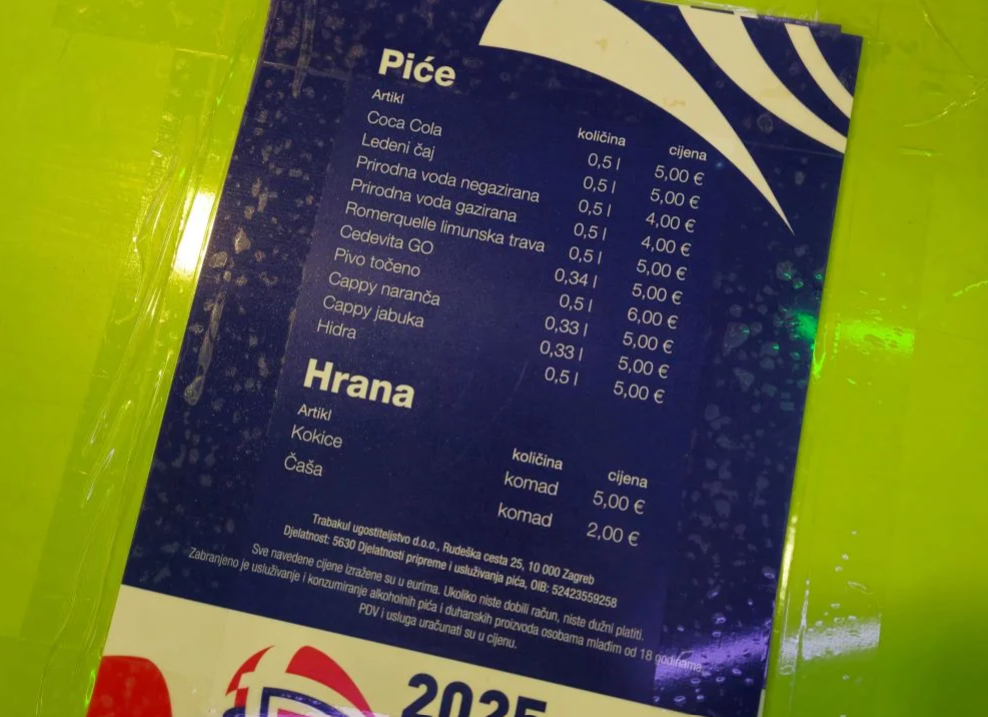 Piće
Artikl količina cijena
Coca Cola 0,5 l 5,00 €
Ledeni čaj 0,5 l 5,00 €
Prirodna voda negazirana 0,5 l 4,00 €
Prirodna voda gazirana 0,5 l 4,00 €
Romerquelle limunska trava 0,5 l 5,00 €
Cedevita GO 0,34 l 5,00 €
Pivo točeno 0,5 l 6,00 €
Cappy naranča 0,33 l 5,00 €
Cappy jabuka 0,33 l 5,00 €
Hidra 0,5 l 5,00 €
Hrana
Artikl količina cijena
Kokice komad 5,00 €
Čaša komad 2,00 €
Trabakul ugostiteljstvo d.o.o., Rudeška cesta 25, 10 000 Zagreb
Djelatnost: 5630 Djelatnosti pripreme i usluživanja pića, OIB: 52423559258
Sve navedene cijene izražene su u eurima. Ukoliko niste dobili račun, niste dužni platiti.
Zabranjeno je usluživanje i konzumiranje alkoholnih pića i duhanskih proizvoda osobama mlađim od 18 godinama
PDV i usluga uračunati su u cijenu.
2025